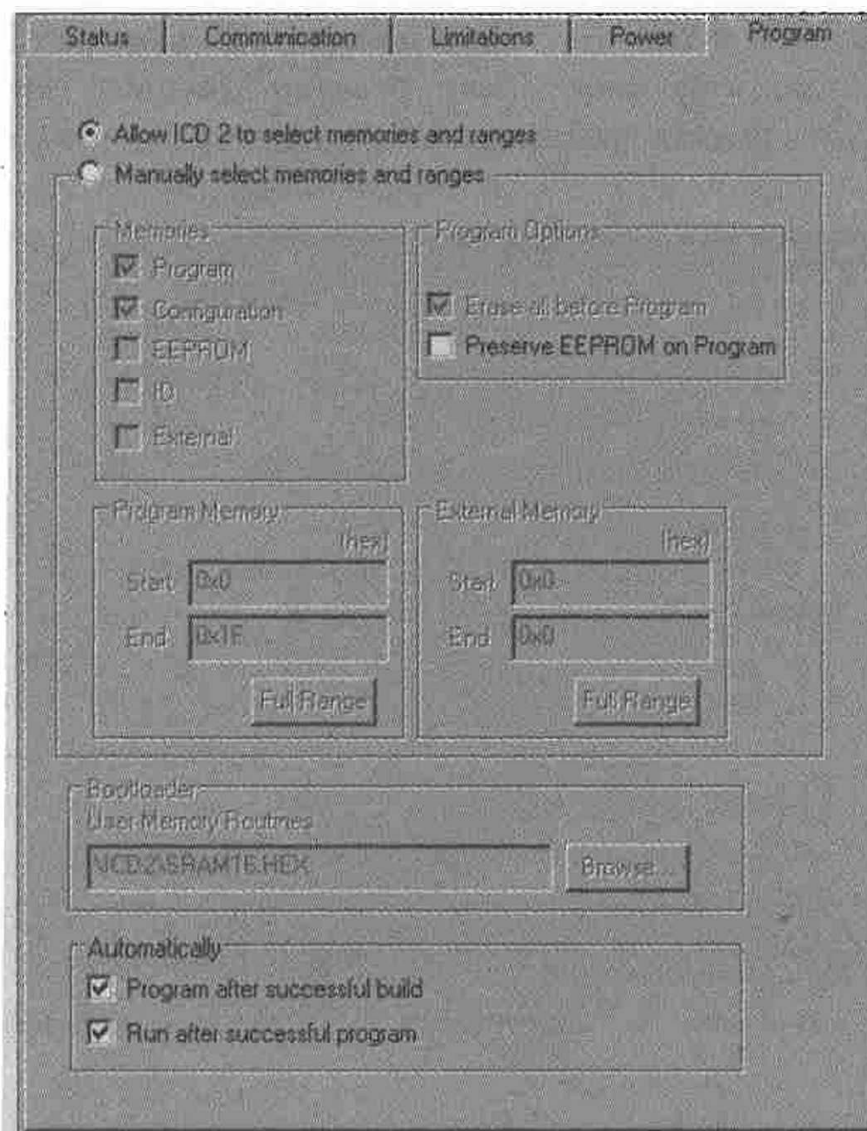 Status Communication Limitations Power Program
Allow ICD 2 to select memories and ranges
Manually select memories and ranges
Memories
Program
Configuration
EEPROM
ID
External
Program Options
Erase all before Program
Preserve EEPROM on Program
Program Memory
(hex)
Start 0x0
End 0x1F
Full Range
External Memory
(hex)
Start 0x0
End 0x0
Full Range
Bootloader
User Memory Routines
Browse...
Automatically
Program after successful build
Run after successful program